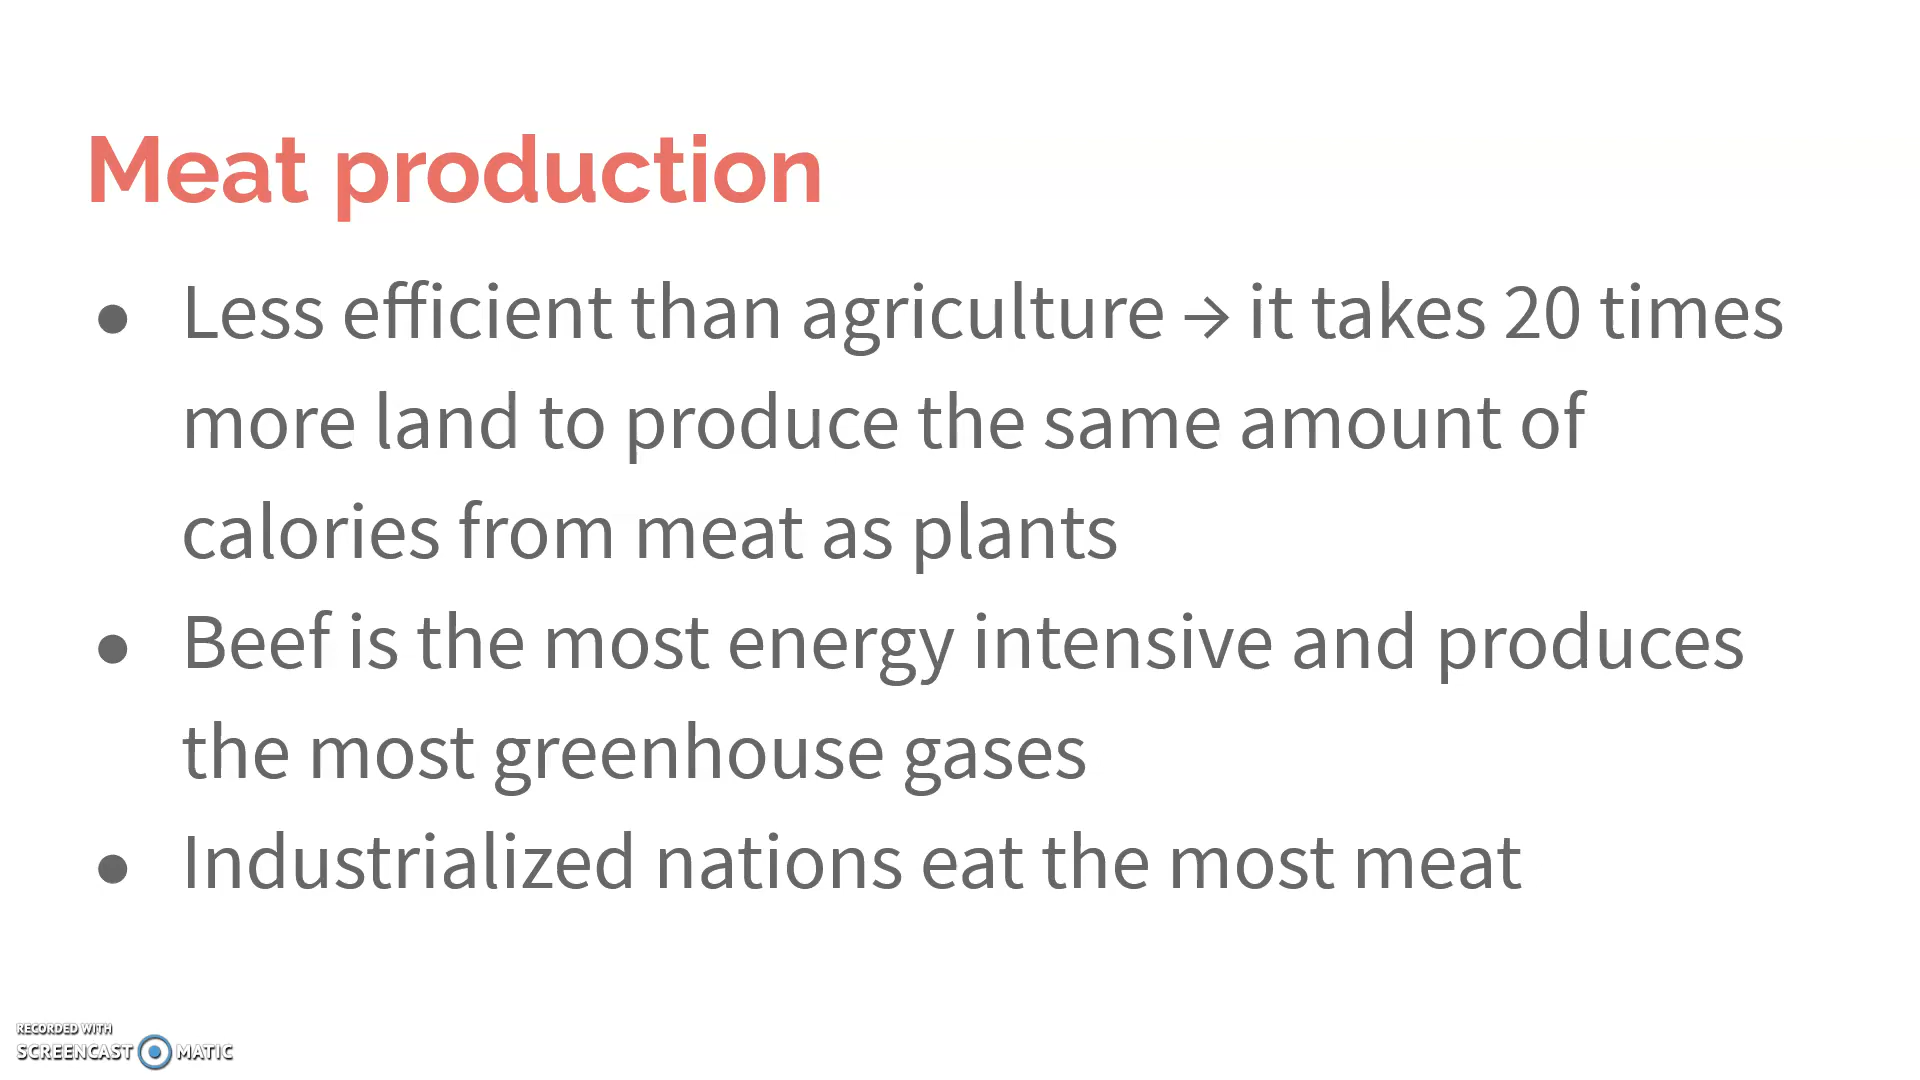 Meat production
● Less efficient than agriculture → it takes 20 times
more land to produce the same amount of
calories from meat as plants
● Beef is the most energy intensive and produces
the most greenhouse gases
● Industrialized nations eat the most meat
RECORDED WITH
SCREENCAST MATIC